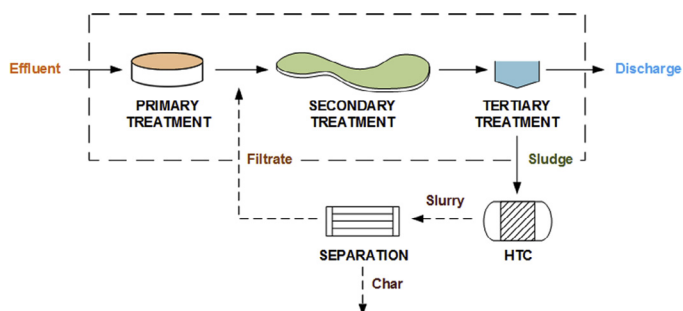 Effluent
PRIMARY
TREATMENT
SECONDARY
TREATMENT
TERTIARY
TREATMENT
Discharge
Filtrate
Sludge
Slurry
SEPARATION
HTC
Char